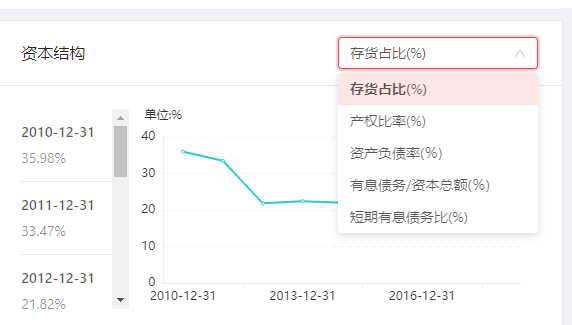 资本结构
存货占比(%)
存货占比(%)
产权比率(%)
资产负债率(%)
有息债务/资本总额(%)
短期有息债务比(%)
2010-12-31
35.98%
2011-12-31
33.47%
2012-12-31
21.82%
单位:%
40
30
20
10
0
2010-12-31
2013-12-31
2016-12-31